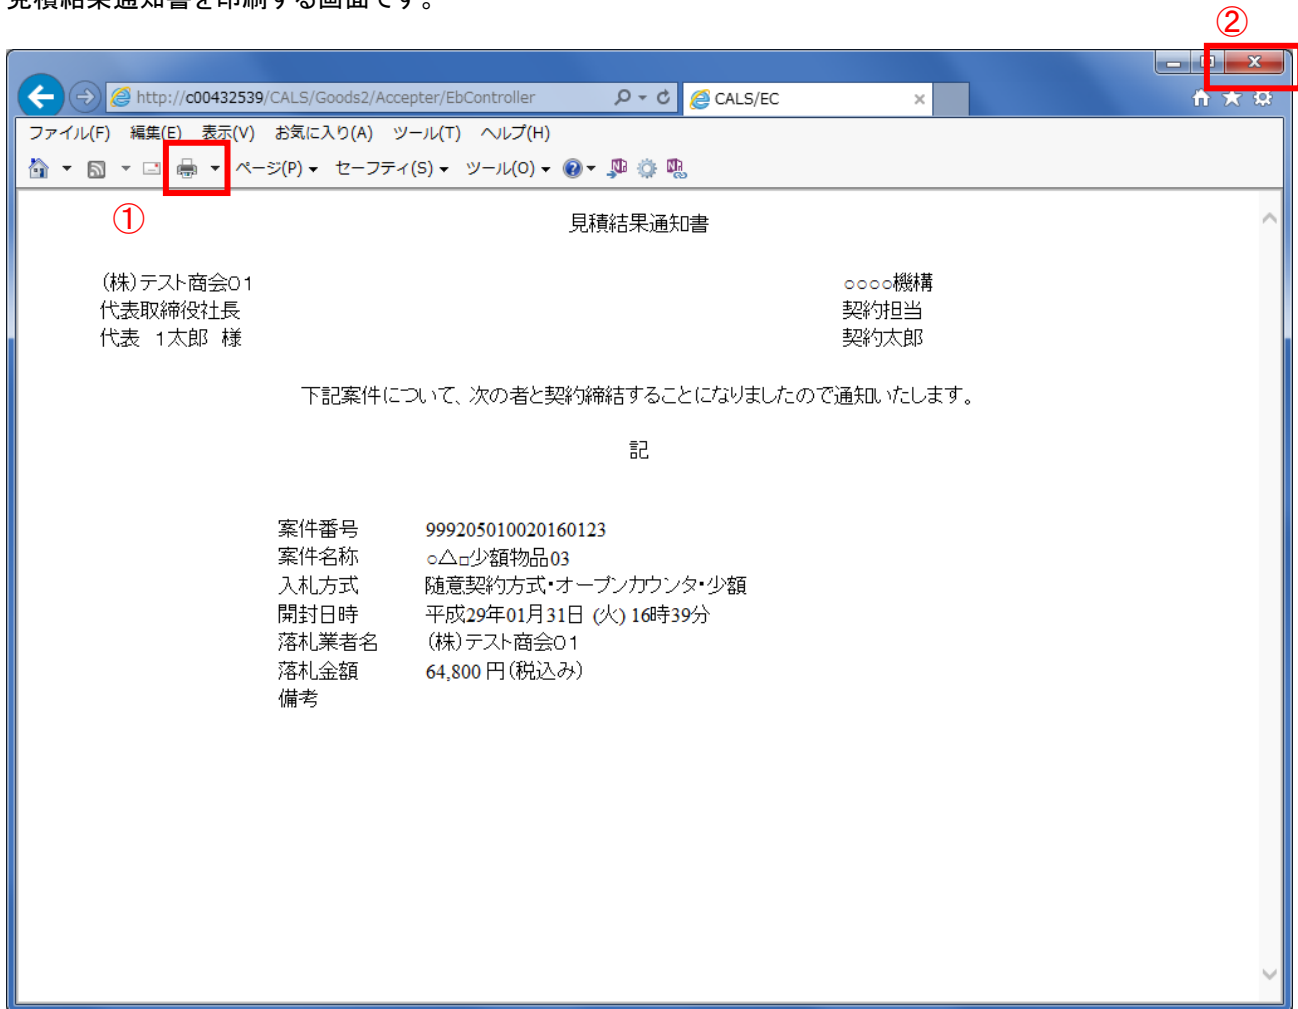 見積結果通知書を印刷する画面です。
②
http://c00432539/CALS/Goods2/Accepter/EbController
CALS/EC
ファイル(F) 編集(E) 表示(V) お気に入り(A) ツール(T) ヘルプ(H)
ページ(P) セーフティ(S) ツール(O)
①
見積結果通知書
(株)テスト商会01
○○○○機構
代表取締役社長
契約担当
代表 1太郎 様
契約太郎
下記案件について、次の者と契約締結することになりましたので通知いたします。
記
案件番号 999205010020160123
案件名称 ○△□少額物品03
入札方式 随意契約方式・オープンカウンタ・少額
開封日時 平成29年01月31日 (火) 16時39分
落札業者名 (株)テスト商会01
落札金額 64,800 円(税込み)
備考